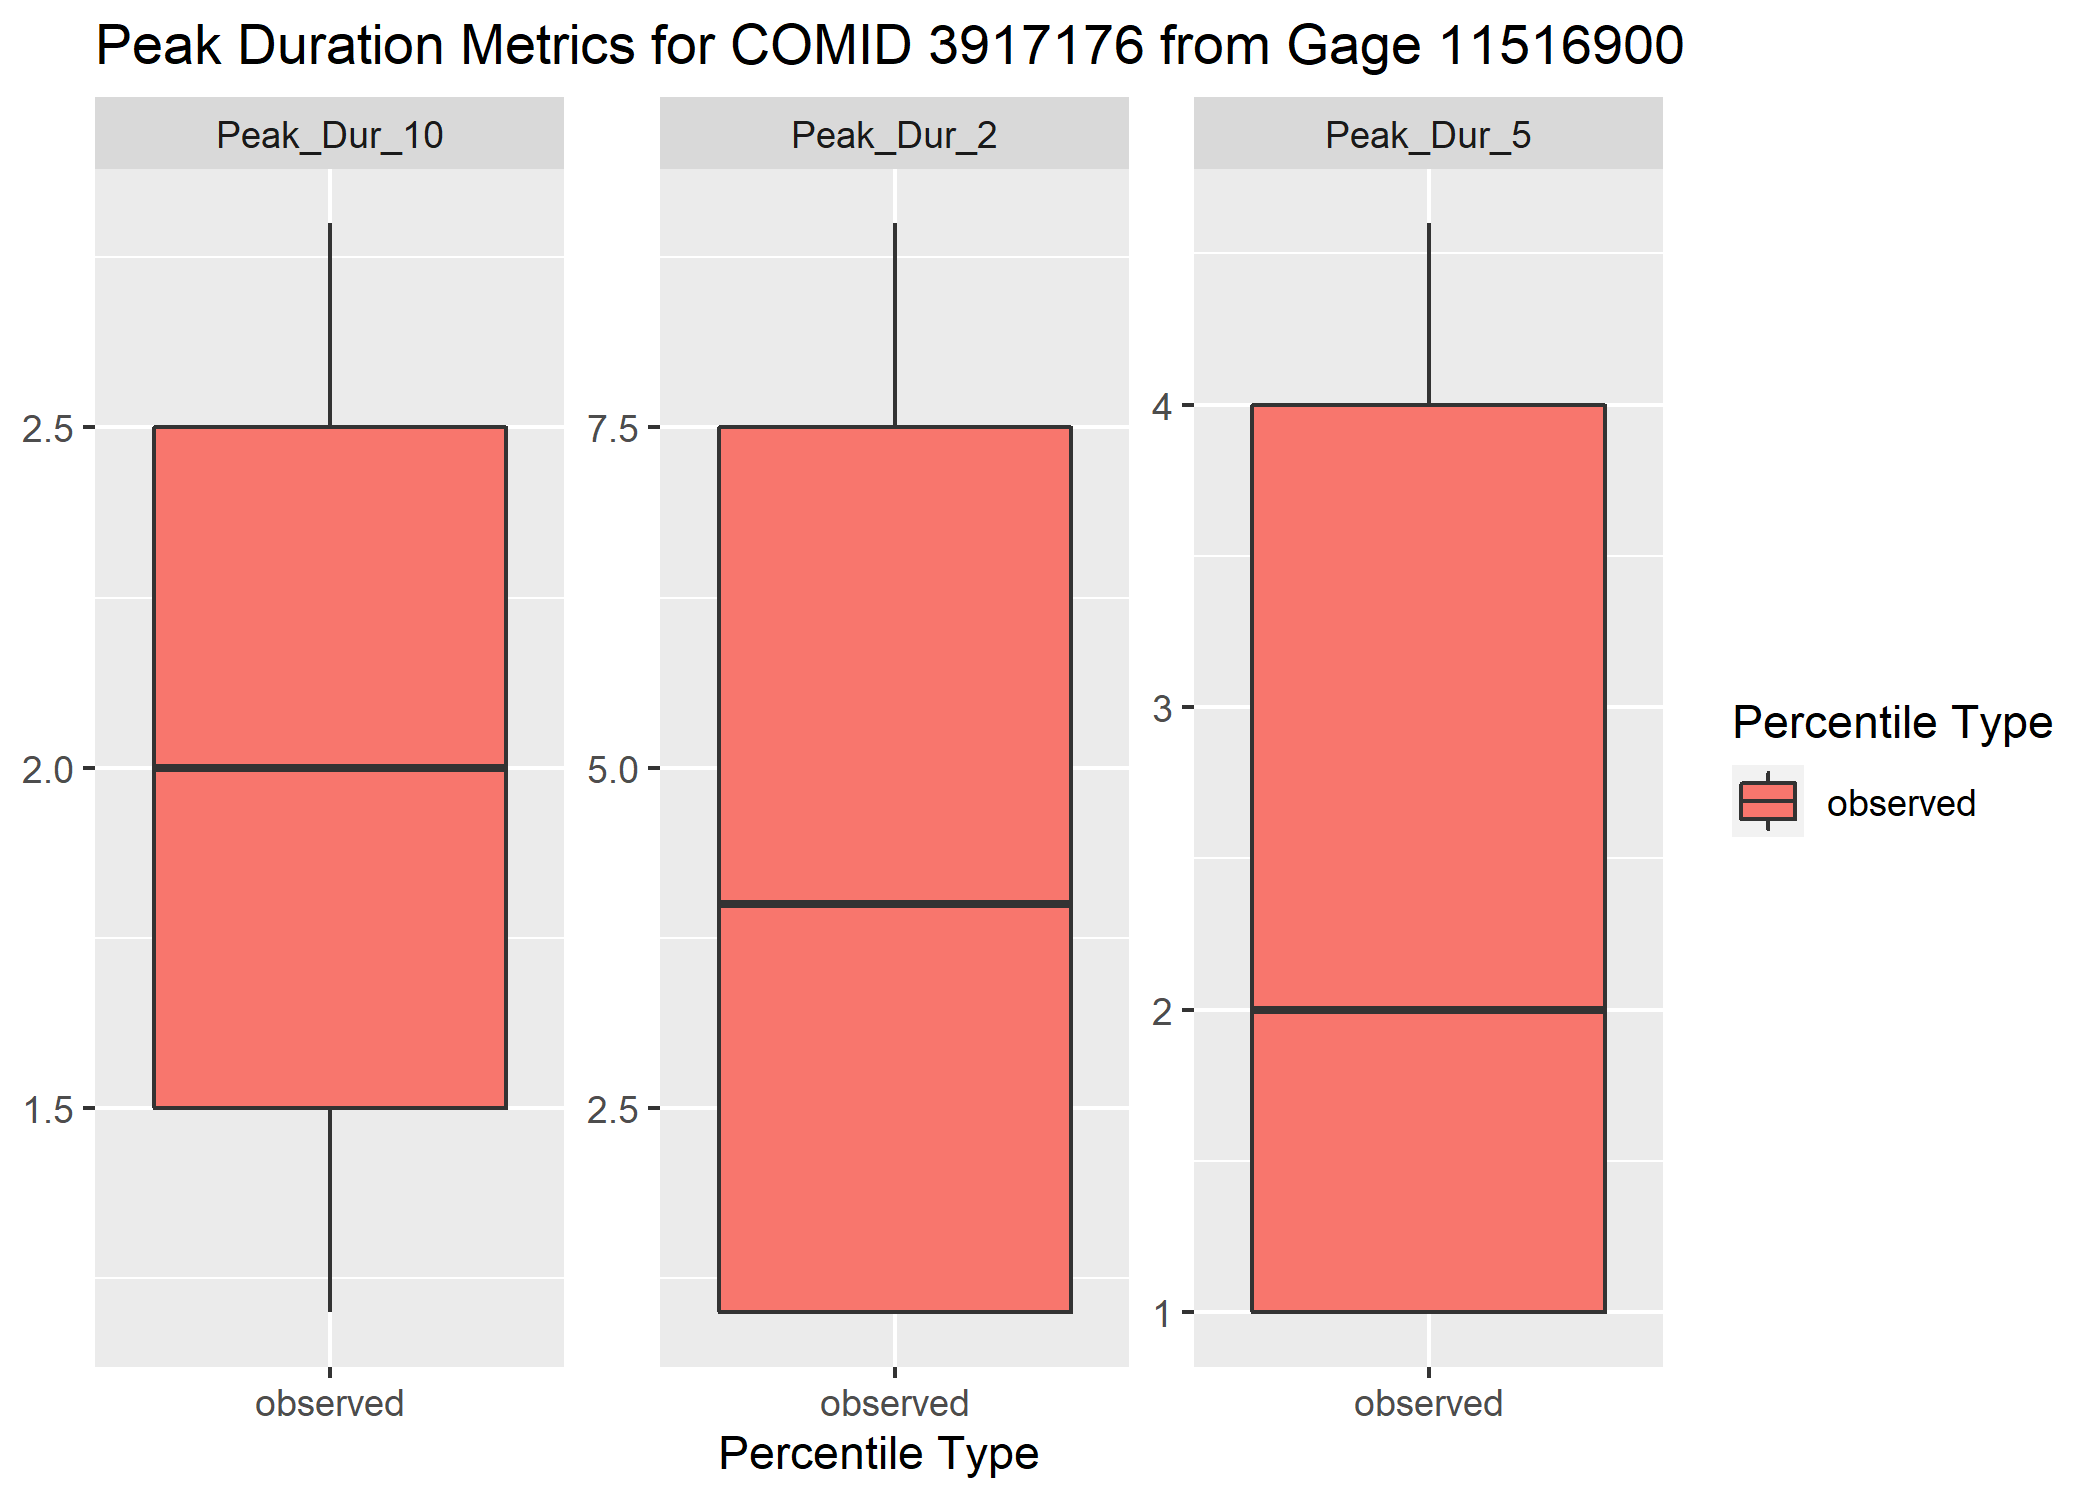 Peak Duration Metrics for COMID 3917176 from Gage 11516900
Peak_Dur_10
Peak_Dur_2
Peak_Dur_5
2.5
2.0
1.5
7.5
5.0
2.5
4
3
2
1
observed
observed
observed
Percentile Type
Percentile Type
observed